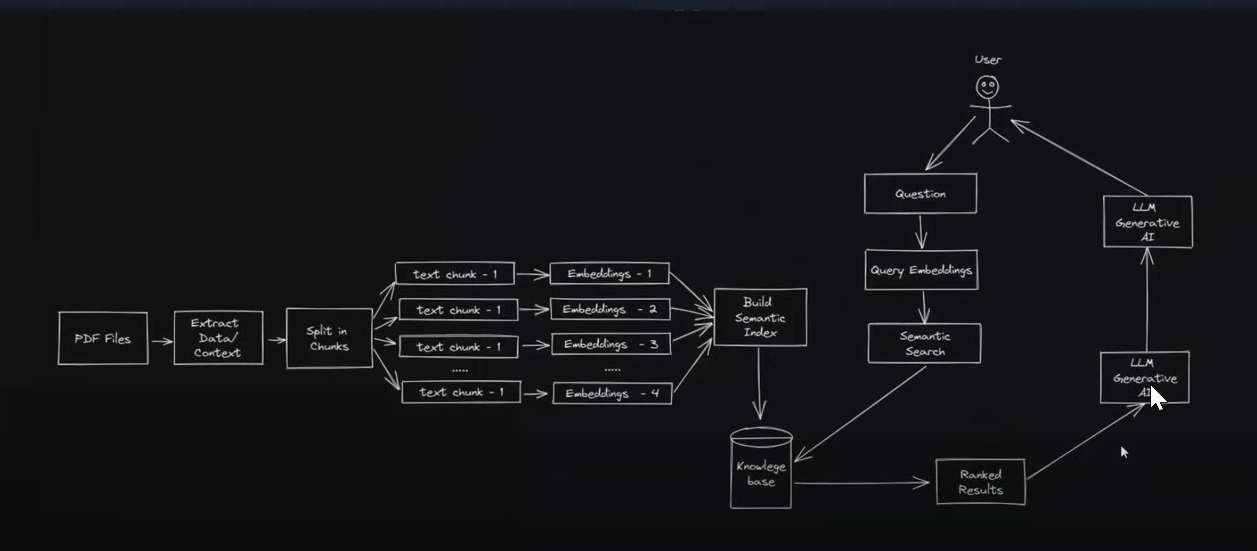 User
Question
Query Embeddings
Semantic
Search
LLM
Generative
AI
text chunk - 1
Embeddings - 1
text chunk - 1
Embeddings - 2
text chunk - 1
Embeddings - 3
.....
.....
text chunk - 1
Embeddings - 4
PDF Files
Extract
Data/
Context
Split in
Chunks
Build
Semantic
Index
LLM
Generative
AI
Knowlege
base
Ranked
Results